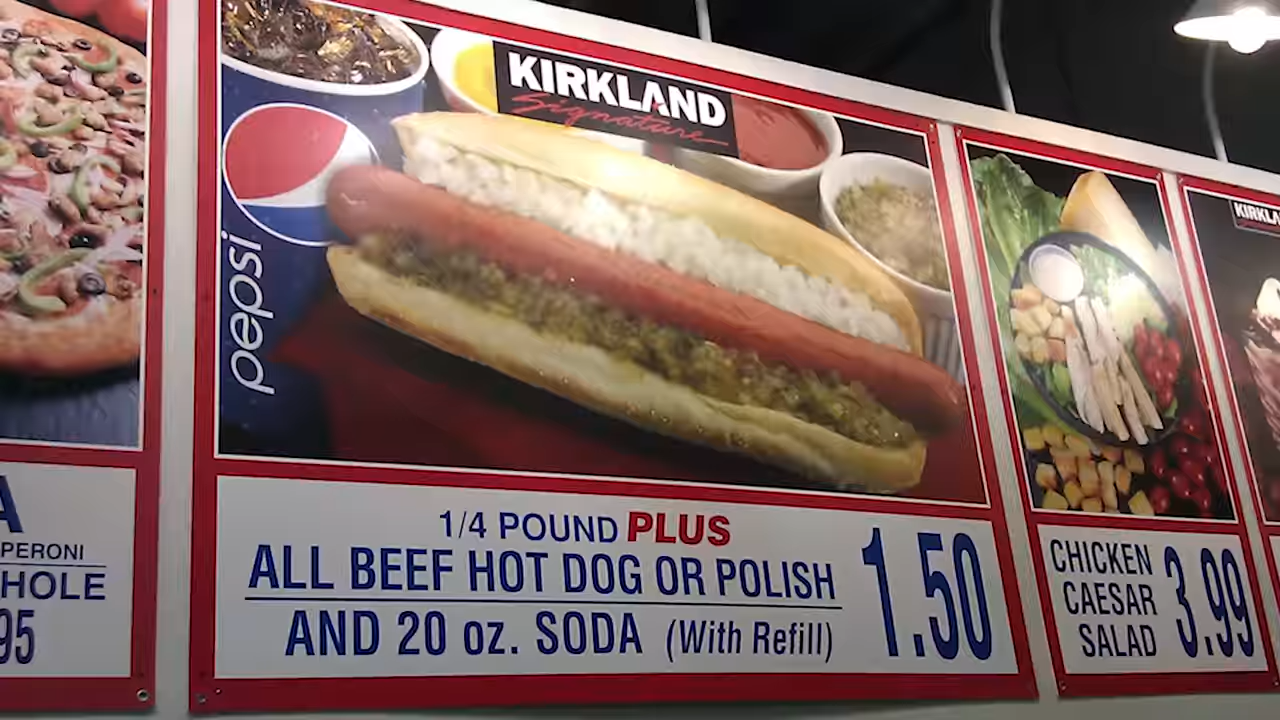 A
PERONI
HOLE
95
pepsi
KIRKLAND
Signature
1/4 POUND PLUS
ALL BEEF HOT DOG OR POLISH
AND 20 oz. SODA (With Refill)
1.50
CHICKEN
CAESAR
SALAD
3.99
KIRKL